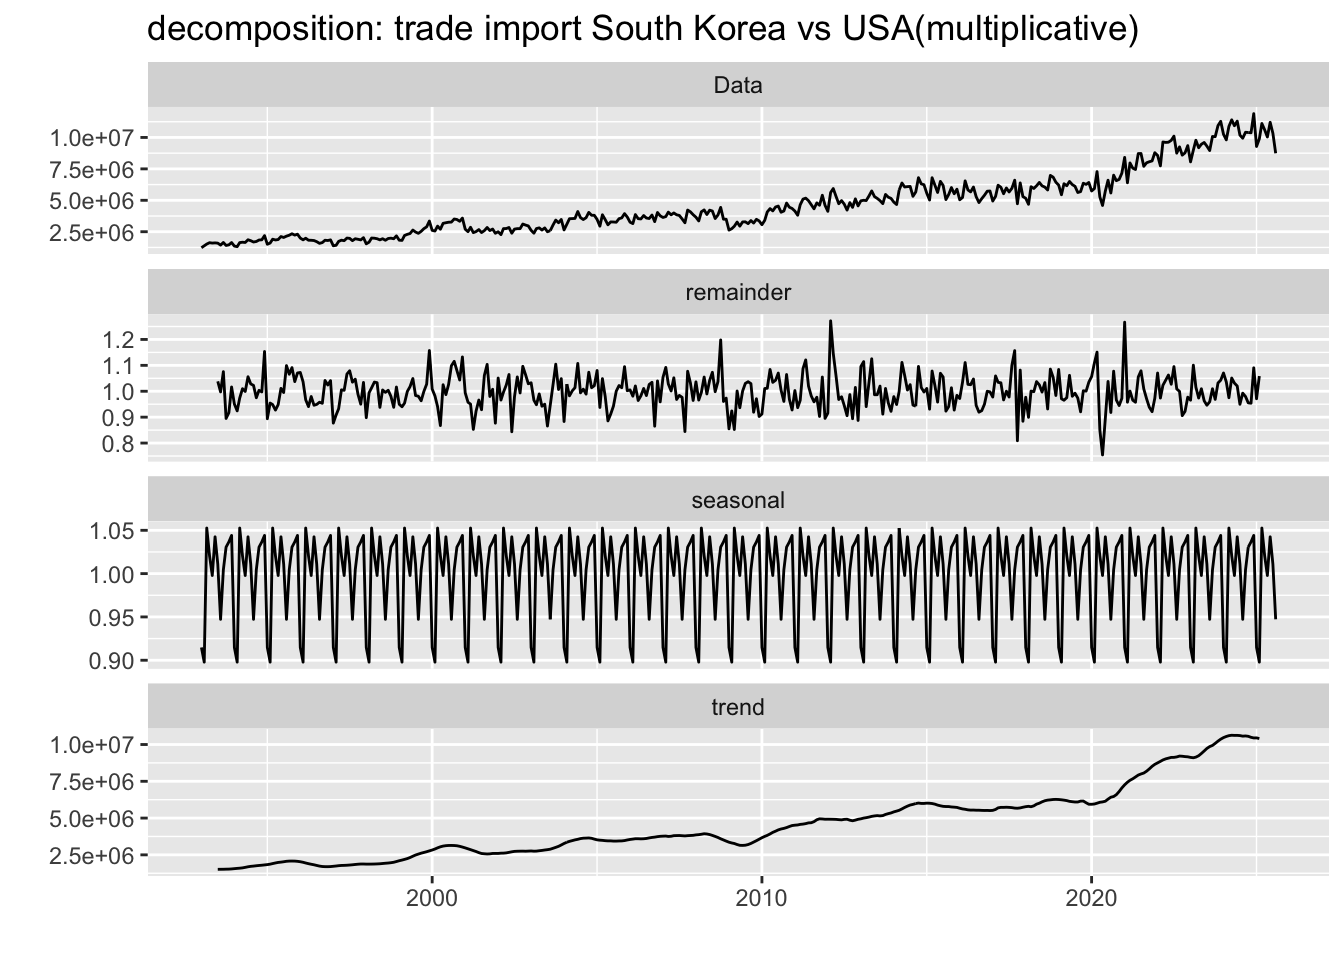 decomposition: trade import South Korea vs USA(multiplicative)
Data
1.0e+07
7.5e+06
5.0e+06
2.5e+06
remainder
1.2
1.1
1.0
0.9
0.8
seasonal
1.05
1.00
0.95
0.90
trend
1.0e+07
7.5e+06
5.0e+06
2.5e+06
2000 2010 2020